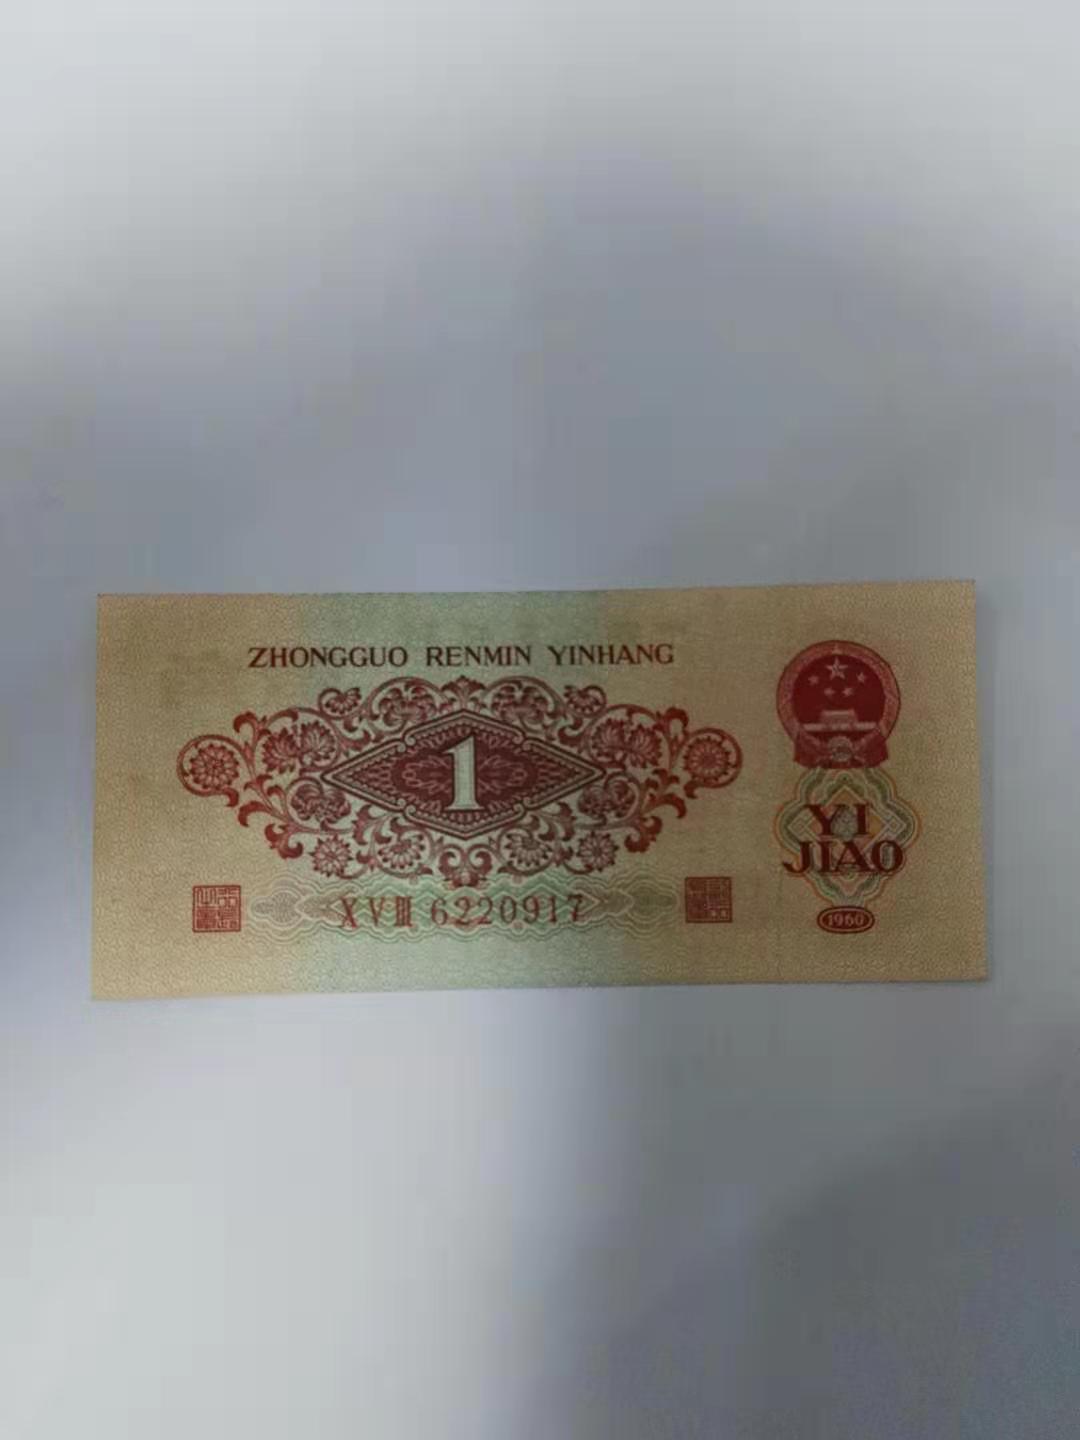 ZHONGGUO RENMIN YINHANG
1
YI
JIAO
XVIII 6220917
1960